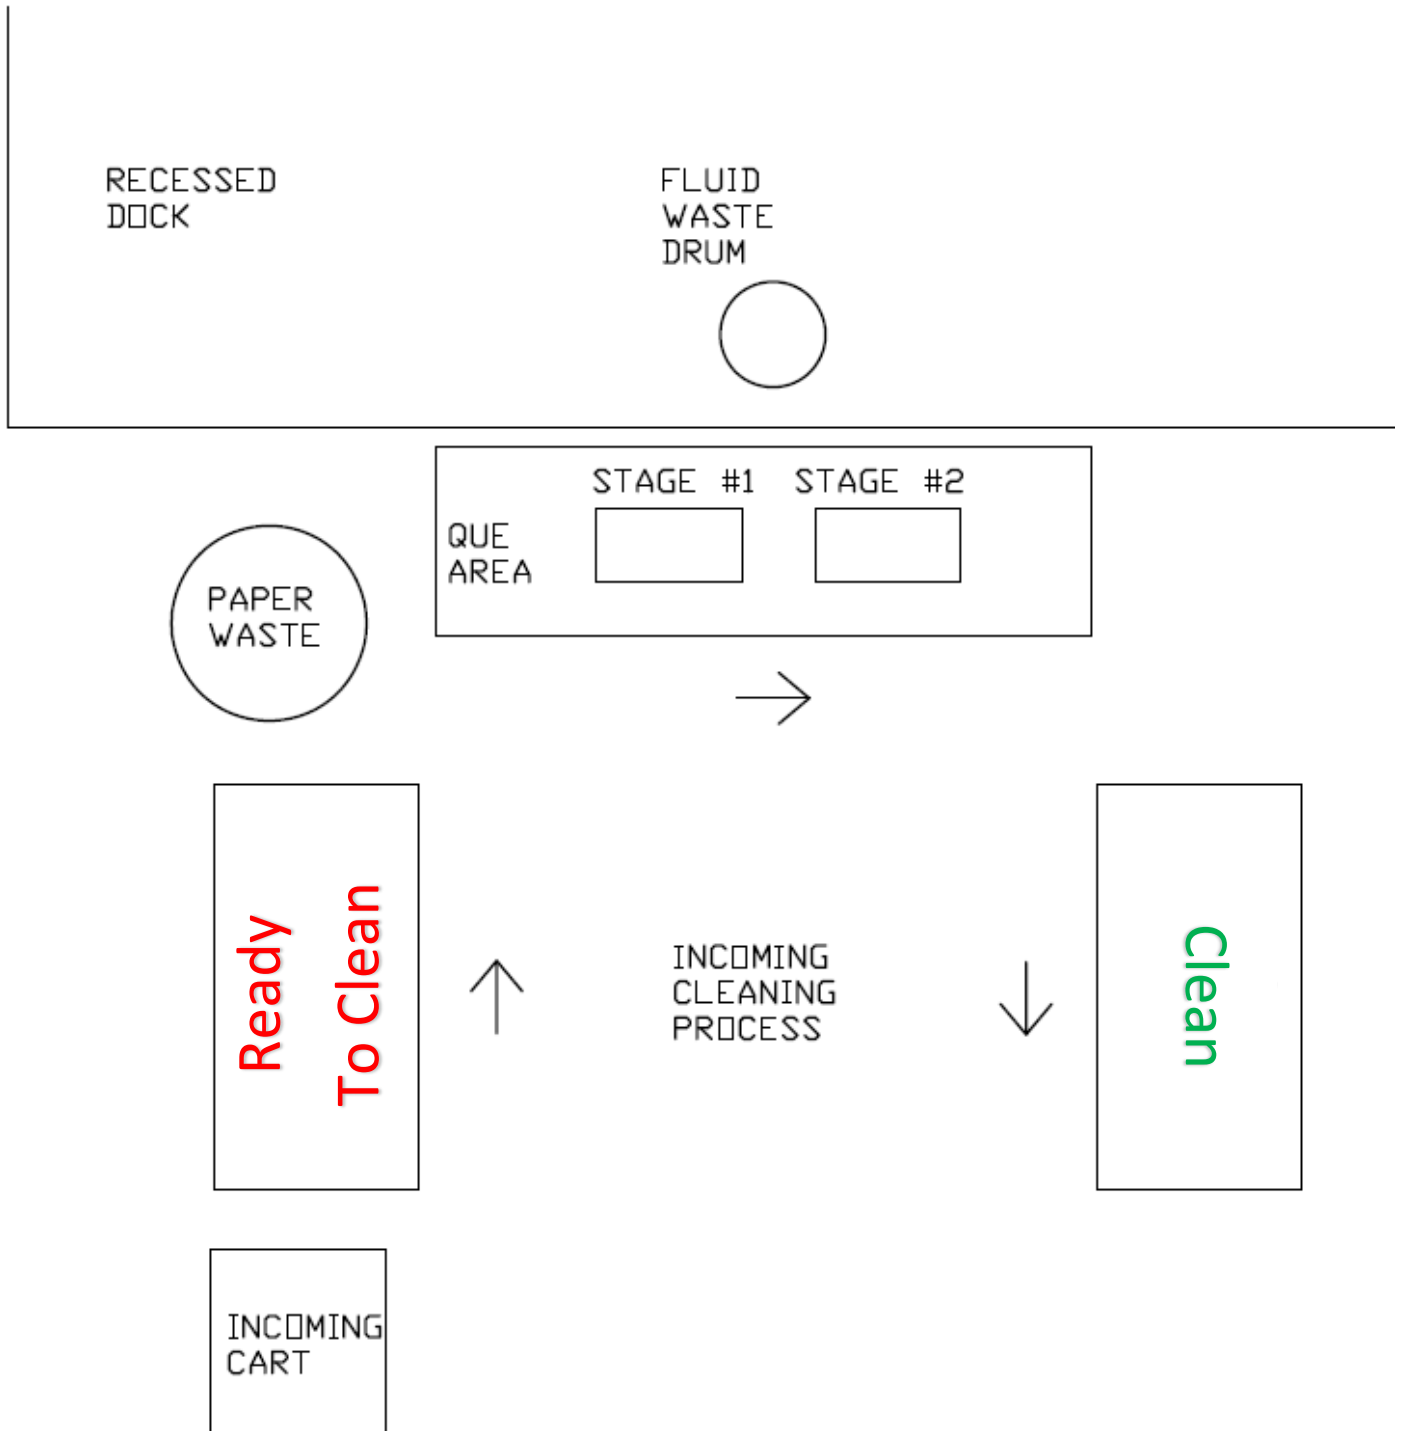 RECESSED
DOCK
FLUID
WASTE
DRUM
STAGE #1
STAGE #2
QUE
AREA
PAPER
WASTE
Ready
To Clean
INCOMING
CLEANING
PROCESS
Clean
INCOMING
CART